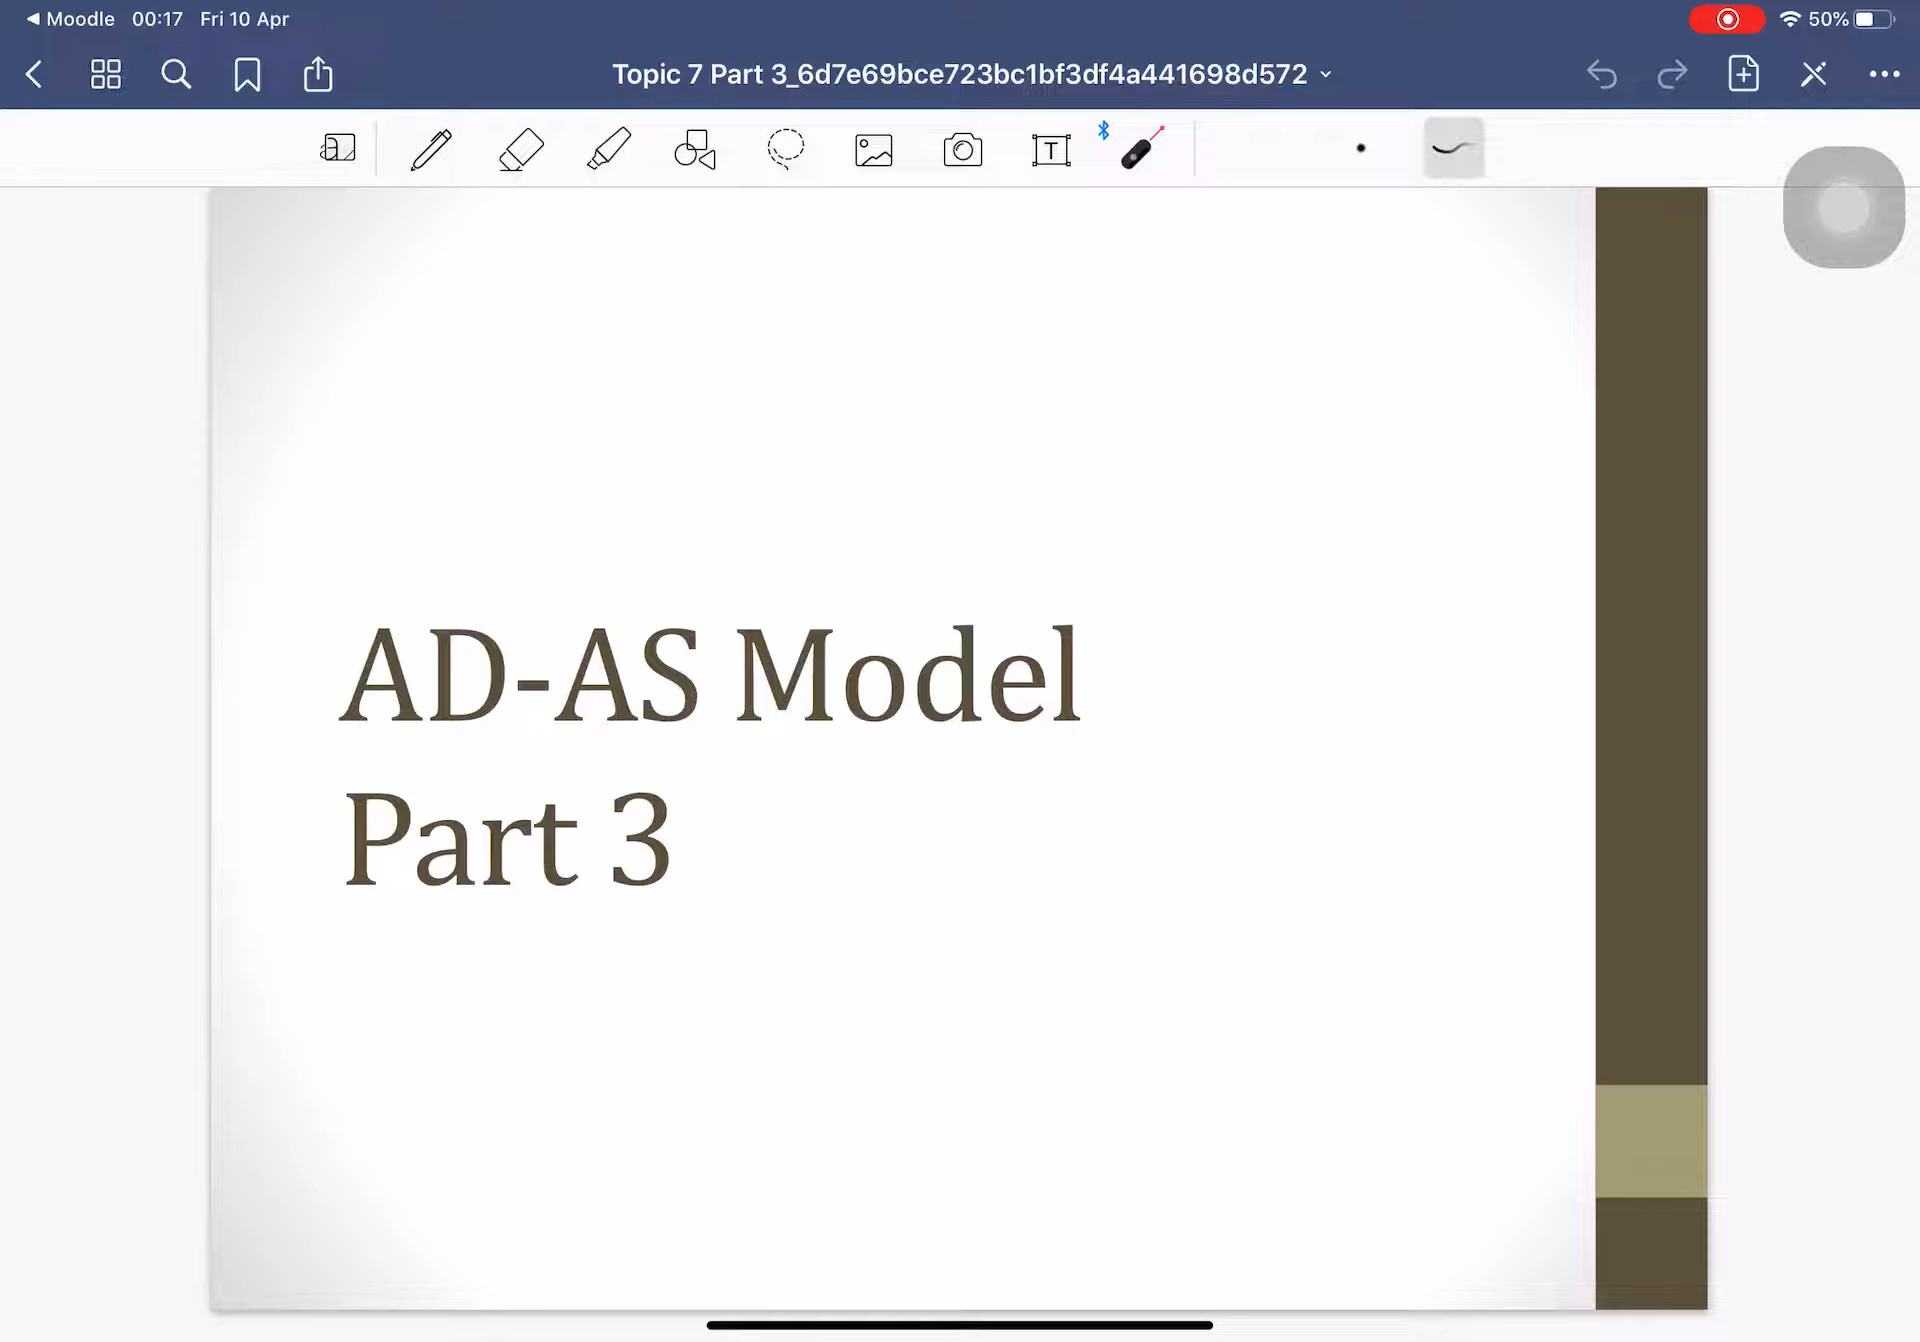 Moodle 00:17 Fri 10 Apr 50%
Topic 7 Part 3_6d7e69bce723bc1bf3df4a441698d572
AD-AS Model
Part 3